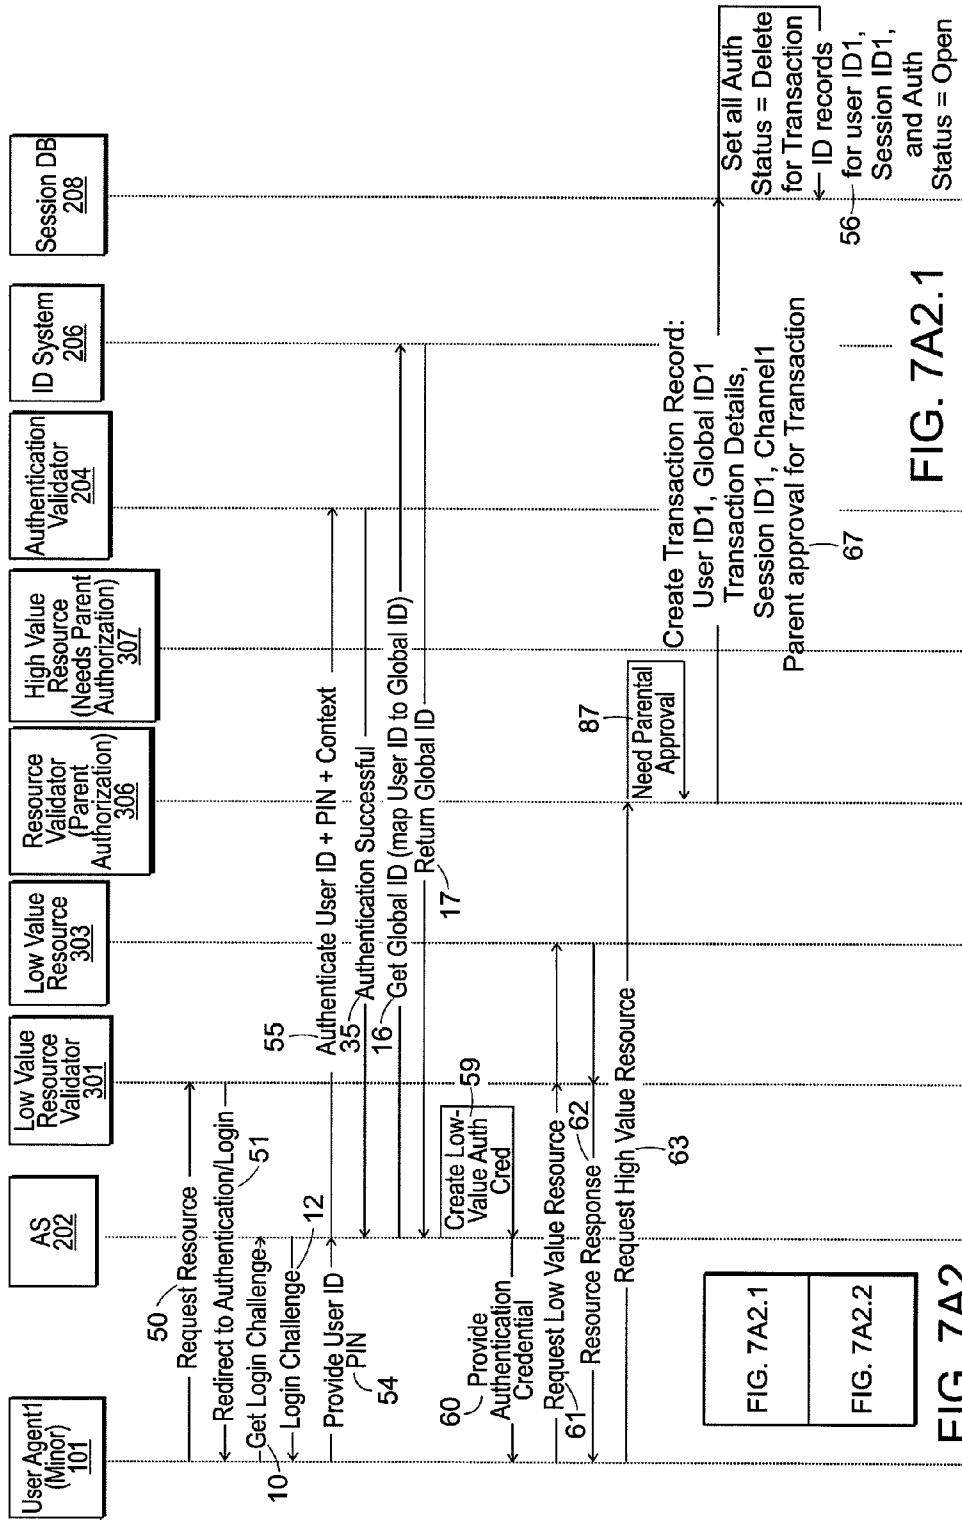 User Agent1
(Minor)
101
AS
202
Low Value
Resource
Validator
301
Low Value
Resource
303
Resource
Validator
(Parent
Authorization)
306
High Value
Resource
(Needs Parent
Authorization)
307
Authentication
Validator
204
ID System
206
Session DB
208
50
Request Resource
Redirect to Authentication/Login
51
Get Login Challenge
10
Login Challenge
12
Provide User ID
PIN
54
55
Authenticate User ID + PIN + Context
35
Authentication Successful
16
Get Global ID (map User ID to Global ID)
Return Global ID
17
Create Low-
Value Auth
Cred
59
60
Provide
Authentication
Credential
Request Low Value Resource
61
62
Resource Response
Request High Value Resource
63
87
Need Parental
Approval
Create Transaction Record:
User ID1, Global ID1
Transaction Details,
Session ID1, Channel1
Parent approval for Transaction
67
Set all Auth
Status = Delete
for Transaction
ID records
for user ID1,
Session ID1,
and Auth
Status = Open
56
FIG. 7A2.1
FIG. 7A2.2
FIG. 7A2
FIG. 7A2.1